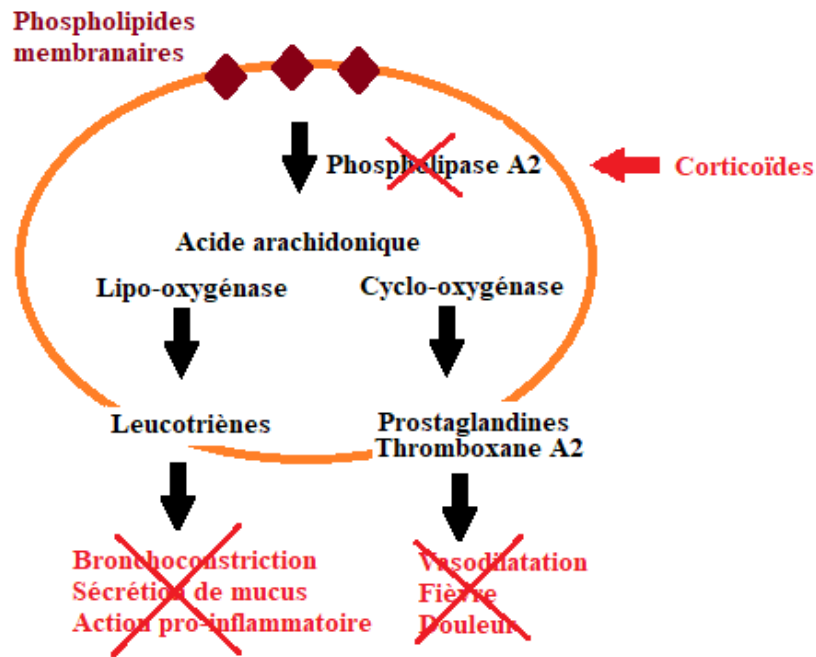 Phospholipides
membranaires
Phospholipase A2
Corticoïdes
Acide arachidonique
Lipo-oxygénase
Cyclo-oxygénase
Leucotriènes
Prostaglandines
Thromboxane A2
Bronchoconstriction
Sécrétion de mucus
Action pro-inflammatoire
Vasodilatation
Fièvre
Douleur